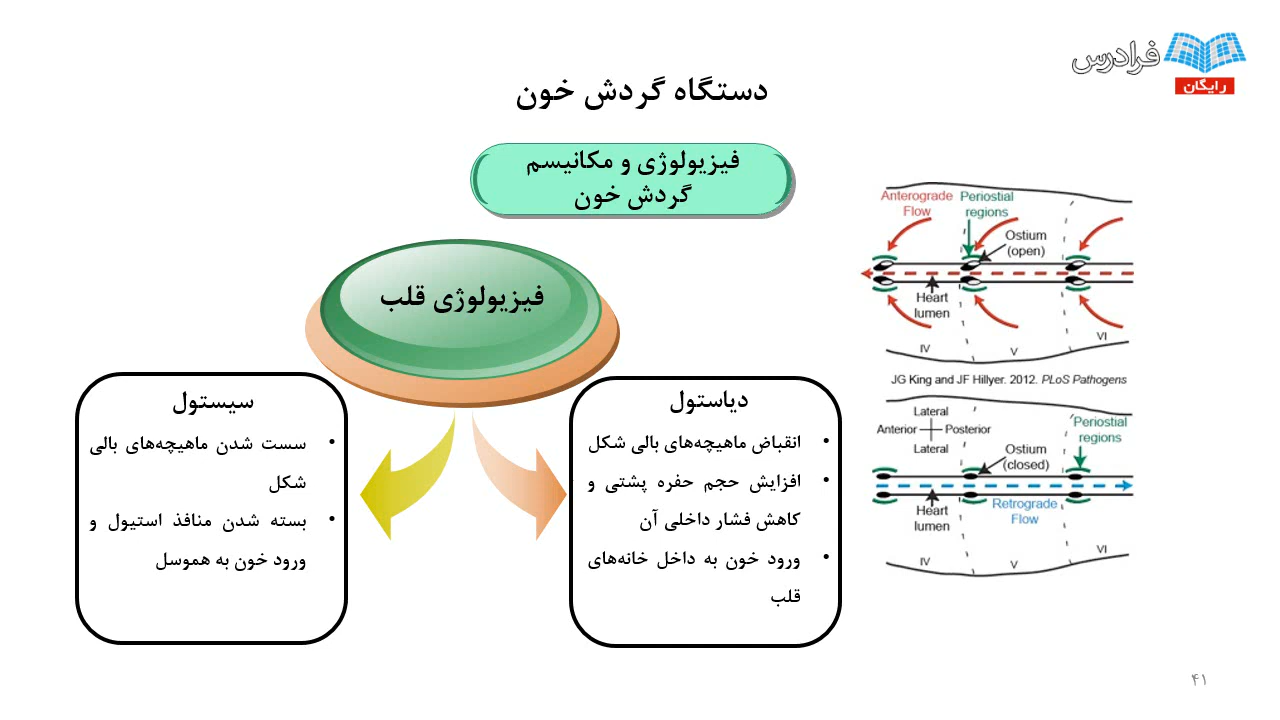 فرادرس
رایگان
دستگاه گردش خون
فیزیولوژی و مکانیسم
گردش خون
فیزیولوژی قلب
دیاستول
• انقباض ماهیچه‌های بالی شکل
• افزایش حجم حفره پشتی و
کاهش فشار داخلی آن
• ورود خون به داخل خانه‌های
قلب
سیستول
• سست شدن ماهیچه‌های بالی
شکل
• بسته شدن منافذ استیول و
ورود خون به هموسل
Anterograde
Flow
Periostial
regions
Ostium
(open)
Heart
lumen
IV
V
VI
JG King and JF Hillyer. 2012. PLoS Pathogens
Lateral
Anterior
Posterior
Lateral
Periostial
regions
Ostium
(closed)
Heart
lumen
Retrograde
Flow
IV
V
VI
۴۱